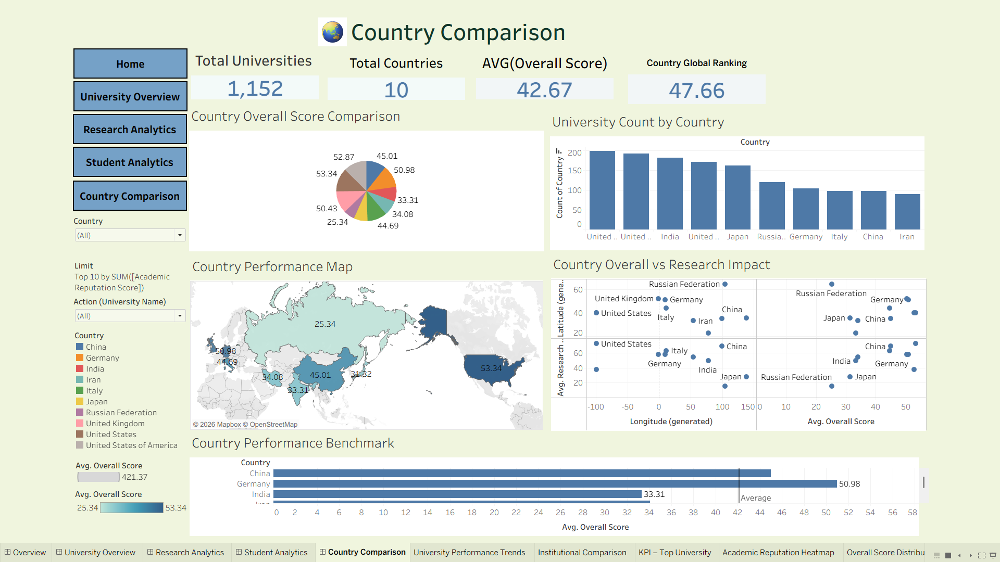 Country Comparison
Home
University Overview
Research Analytics
Student Analytics
Country Comparison
Total Universities
1,152
Total Countries
10
AVG(Overall Score)
42.67
Country Global Ranking
47.66
Country
(All)
Limit
Top 10 by SUM([Academic
Reputation Score])
Action (University Name)
(All)
Country
China
Germany
India
Iran
Italy
Japan
Russian Federation
United Kingdom
United States
United States of America
Avg. Overall Score
421.37
Avg. Overall Score
25.34 53.34
Country Overall Score Comparison
52.87 45.01
53.34 50.98
33.31
50.43 34.08
25.34 44.69
University Count by Country
Country
Count of Country
200
150
100
50
0
United .. United .. India United .. Japan Russia.. Germany Italy China Iran
Country Performance Map
25.34
50.98
44.69
34.08
45.01
31.32
33.31
53.34
© 2026 Mapbox © OpenStreetMap
Country Overall vs Research Impact
Latitude (gene..
60
40
20
Russian Federation
United Kingdom Germany
United States Italy Iran China
Russian Federation
Germany
Japan China
Avg. Research ..
60
40
20
United States Italy China
Germany India
Japan
China
India Germany
Russian Federation Japan
-100 -50 0 50 100 150 0 10 20 30 40 50
Longitude (generated) Avg. Overall Score
Country Performance Benchmark
Country
China
Germany 50.98
India 33.31
Iran
Average
0 2 4 6 8 10 12 14 16 18 20 22 24 26 28 30 32 34 36 38 40 42 44 46 48 50 52 54 56 58
Avg. Overall Score
Overview University Overview Research Analytics Student Analytics Country Comparison University Performance Trends Institutional Comparison KPI – Top University Academic Reputation Heatmap Overall Score Distribu